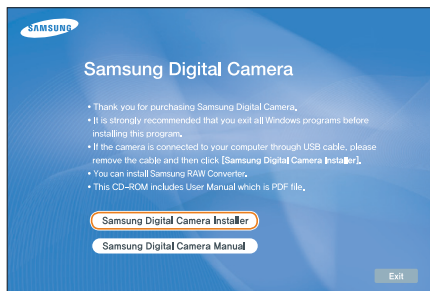 SAMSUNG
Samsung Digital Camera
• Thank you for purchasing Samsung Digital Camera.
• It is strongly recommended that you exit all Windows programs before
installing this program.
• If the camera is connected to your computer through USB cable, please
remove the cable and then click [Samsung Digital Camera Installer].
• You can install Samsung RAW Converter.
• This CD-ROM includes User Manual which is PDF file.
Samsung Digital Camera Installer
Samsung Digital Camera Manual
Exit